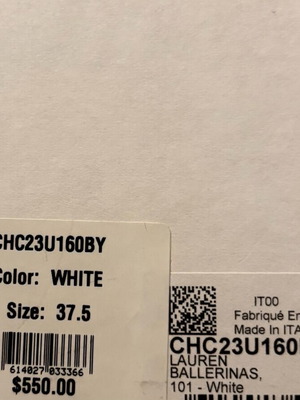 CHC23U160BY
Color: WHITE
Size: 37.5
614027 033366
$550.00
IT00
Fabriqué En
Made In ITA
CHC23U160
LAUREN
BALLERINAS,
101 - White